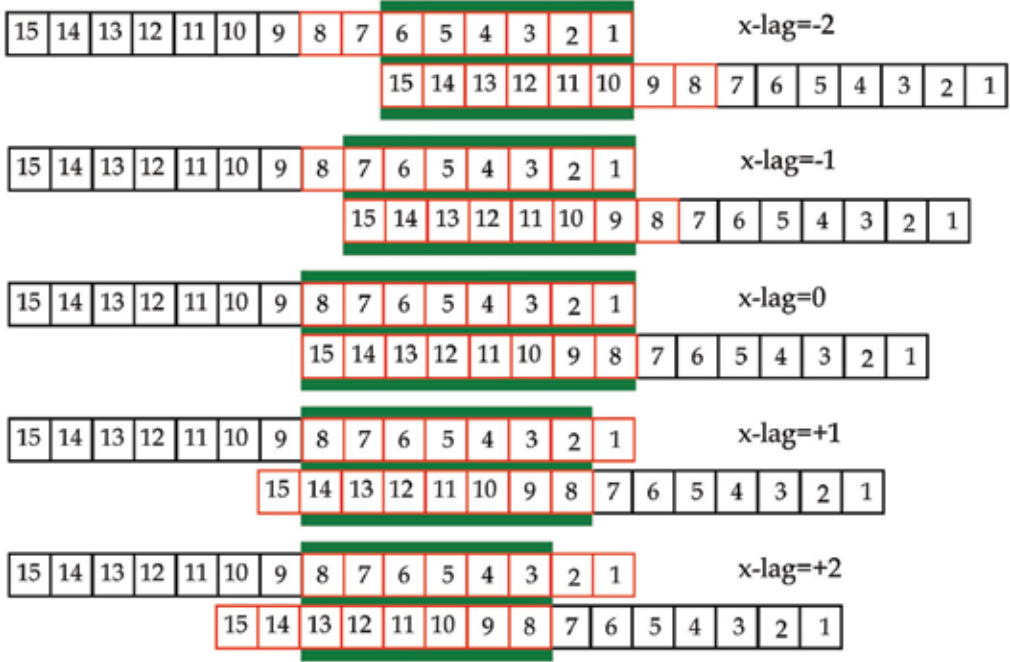 15 14 13 12 11 10 9 8 7 6 5 4 3 2 1 x-lag=-2
15 14 13 12 11 10 9 8 7 6 5 4 3 2 1
15 14 13 12 11 10 9 8 7 6 5 4 3 2 1 x-lag=-1
15 14 13 12 11 10 9 8 7 6 5 4 3 2 1
15 14 13 12 11 10 9 8 7 6 5 4 3 2 1 x-lag=0
15 14 13 12 11 10 9 8 7 6 5 4 3 2 1
15 14 13 12 11 10 9 8 7 6 5 4 3 2 1 x-lag=+1
15 14 13 12 11 10 9 8 7 6 5 4 3 2 1
15 14 13 12 11 10 9 8 7 6 5 4 3 2 1 x-lag=+2
15 14 13 12 11 10 9 8 7 6 5 4 3 2 1